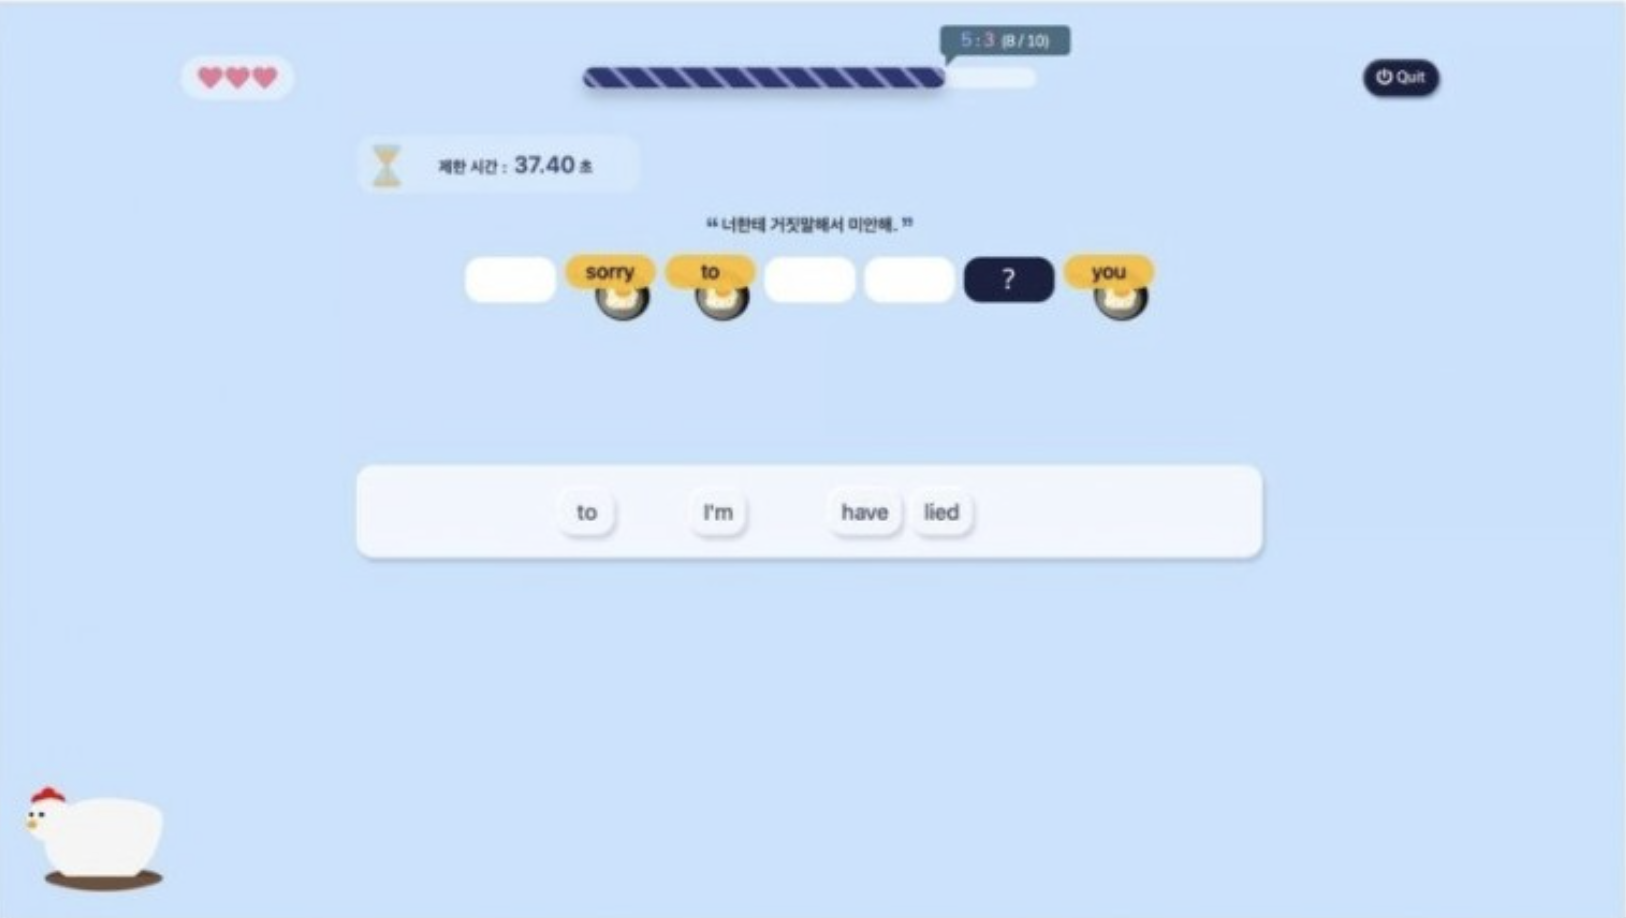 5:3 (8/10)
Quit
제한 시간 : 37.40 초
“ 너한테 거짓말해서 미안해. ”
sorry to ? you
to I'm have lied